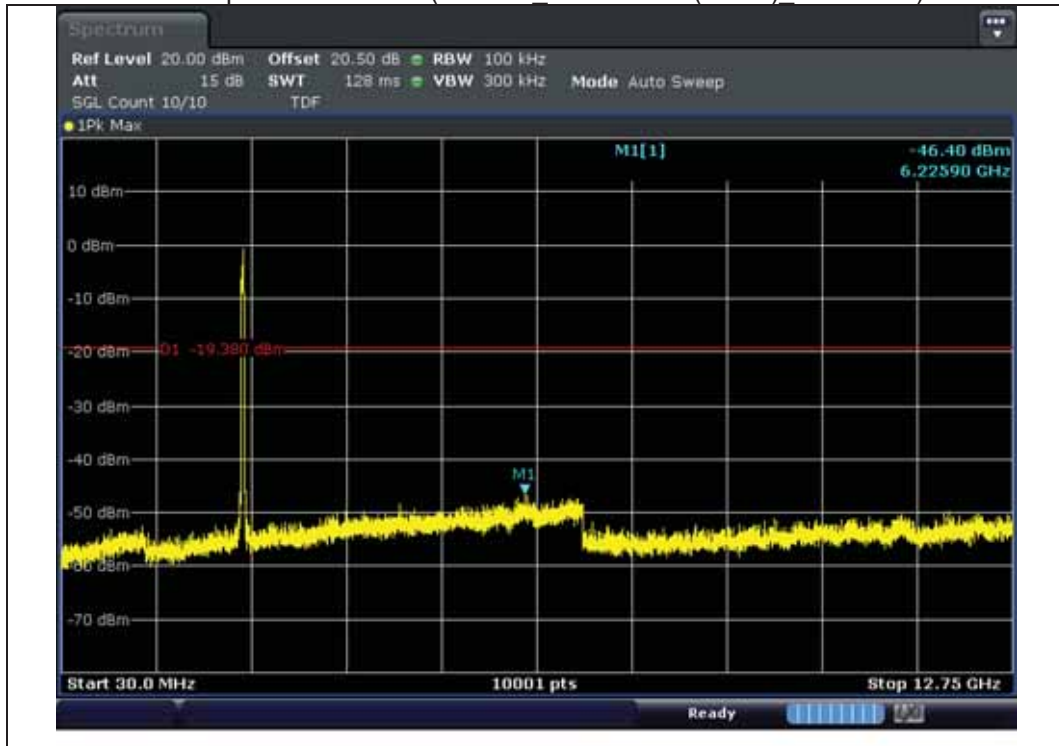 Spectrum
Ref Level 20.00 dBm Offset 20.50 dB RBW 100 kHz
Att 15 dB SWT 128 ms VBW 300 kHz Mode Auto Sweep
SGL Count 10/10 TDF
1Pk Max
M1[1] -46.40 dBm
6.22590 GHz
10 dBm
0 dBm
-10 dBm
-20 dBm
D1 -19.380 dBm
-30 dBm
-40 dBm
M1
-50 dBm
-60 dBm
-70 dBm
Start 30.0 MHz 10001 pts Stop 12.75 GHz
Ready